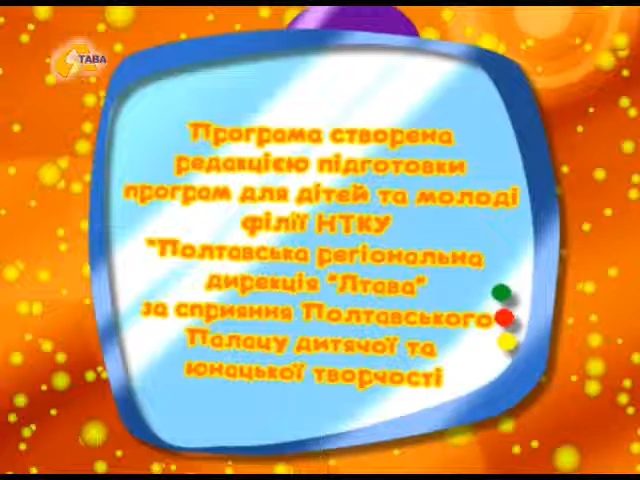 ТАВА
Програма створена
редакцією підготовки
програм для дітей та молоді
філії НТКУ
"Полтавська регіональна
дирекція "Лтава"
за сприяння Полтавського
Палацу дитячої та
юнацької творчості